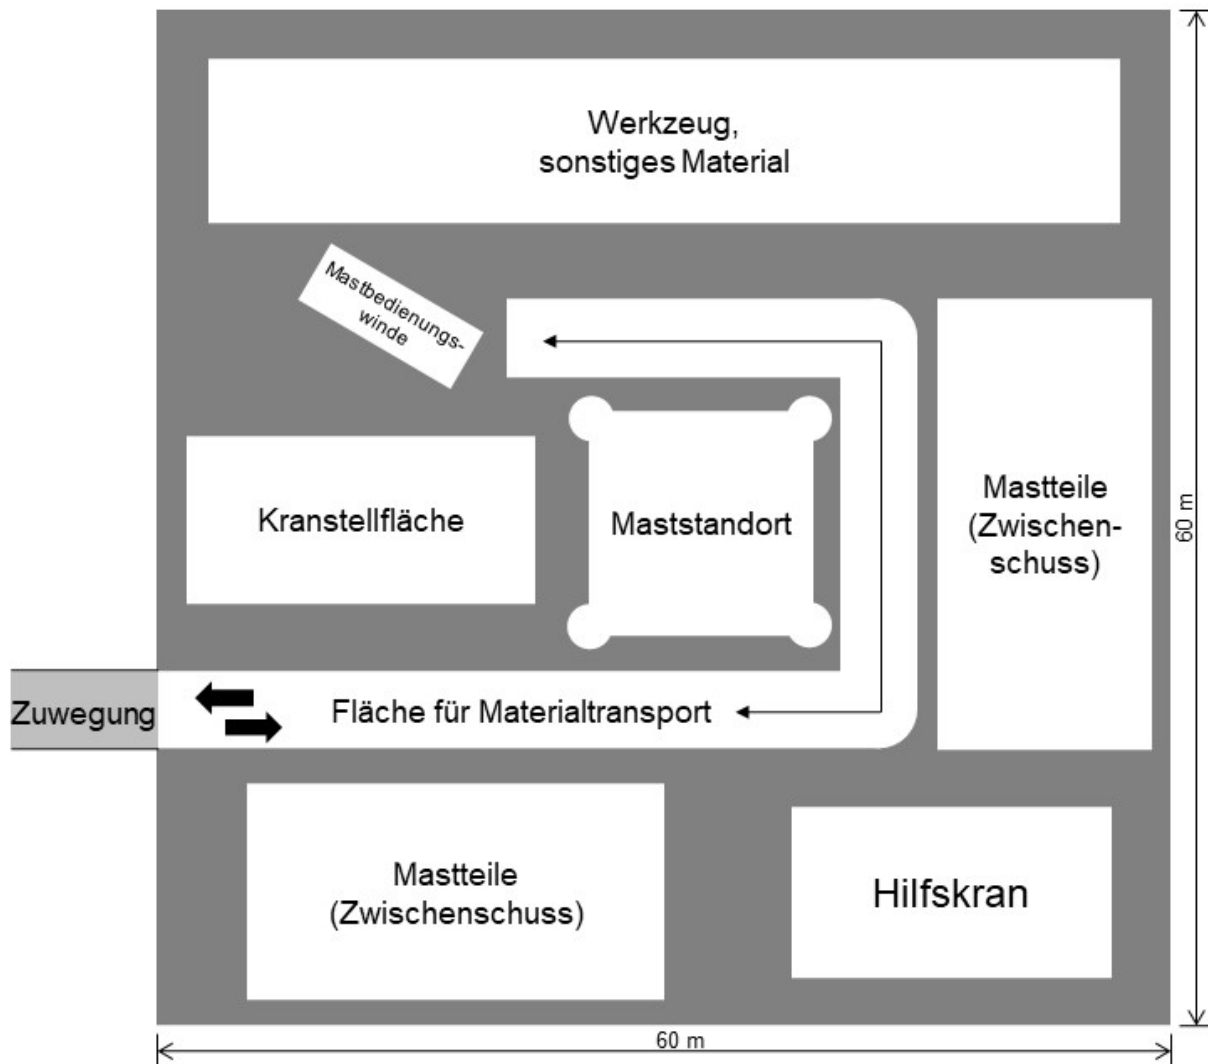 Werkzeug,
sonstiges Material
Mastbedienungs-
winde
Kranstellfläche
Maststandort
Mastteile
(Zwischen-
schuss)
60 m
Zuwegung
Fläche für Materialtransport
Mastteile
(Zwischenschuss)
Hilfskran
60 m